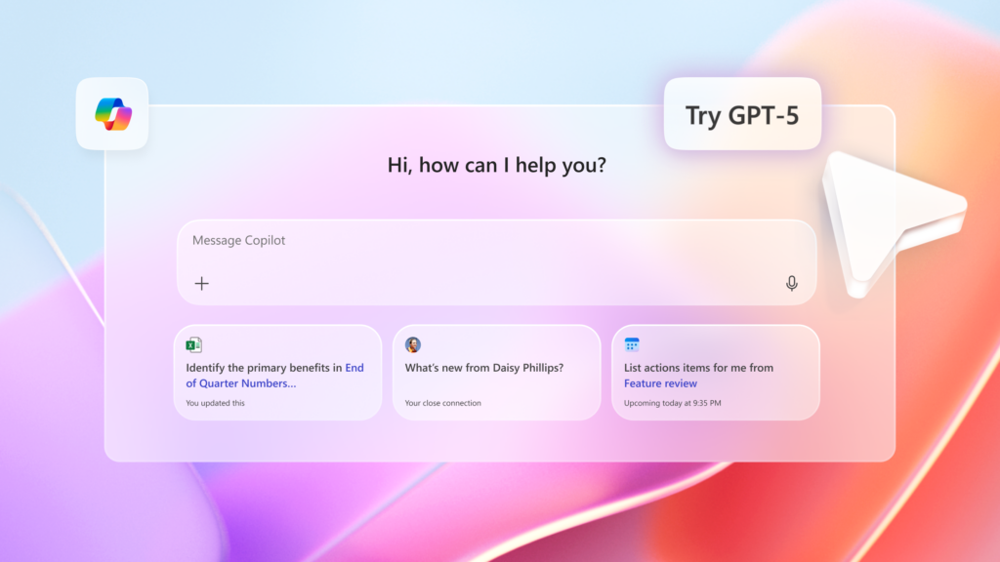 Try GPT-5
Hi, how can I help you?
Message Copilot
Identify the primary benefits in End
of Quarter Numbers...
You updated this
What's new from Daisy Phillips?
Your close connection
List actions items for me from
Feature review
Upcoming today at 9:35 PM